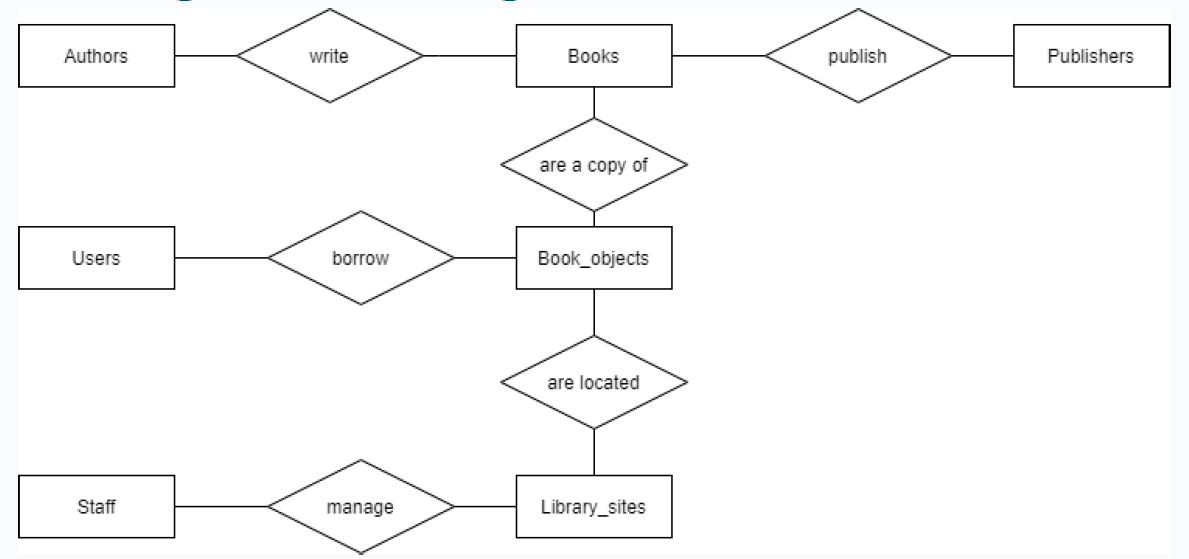 Authors
write
Books
publish
Publishers
are a copy of
Users
borrow
Book_objects
are located
Staff
manage
Library_sites